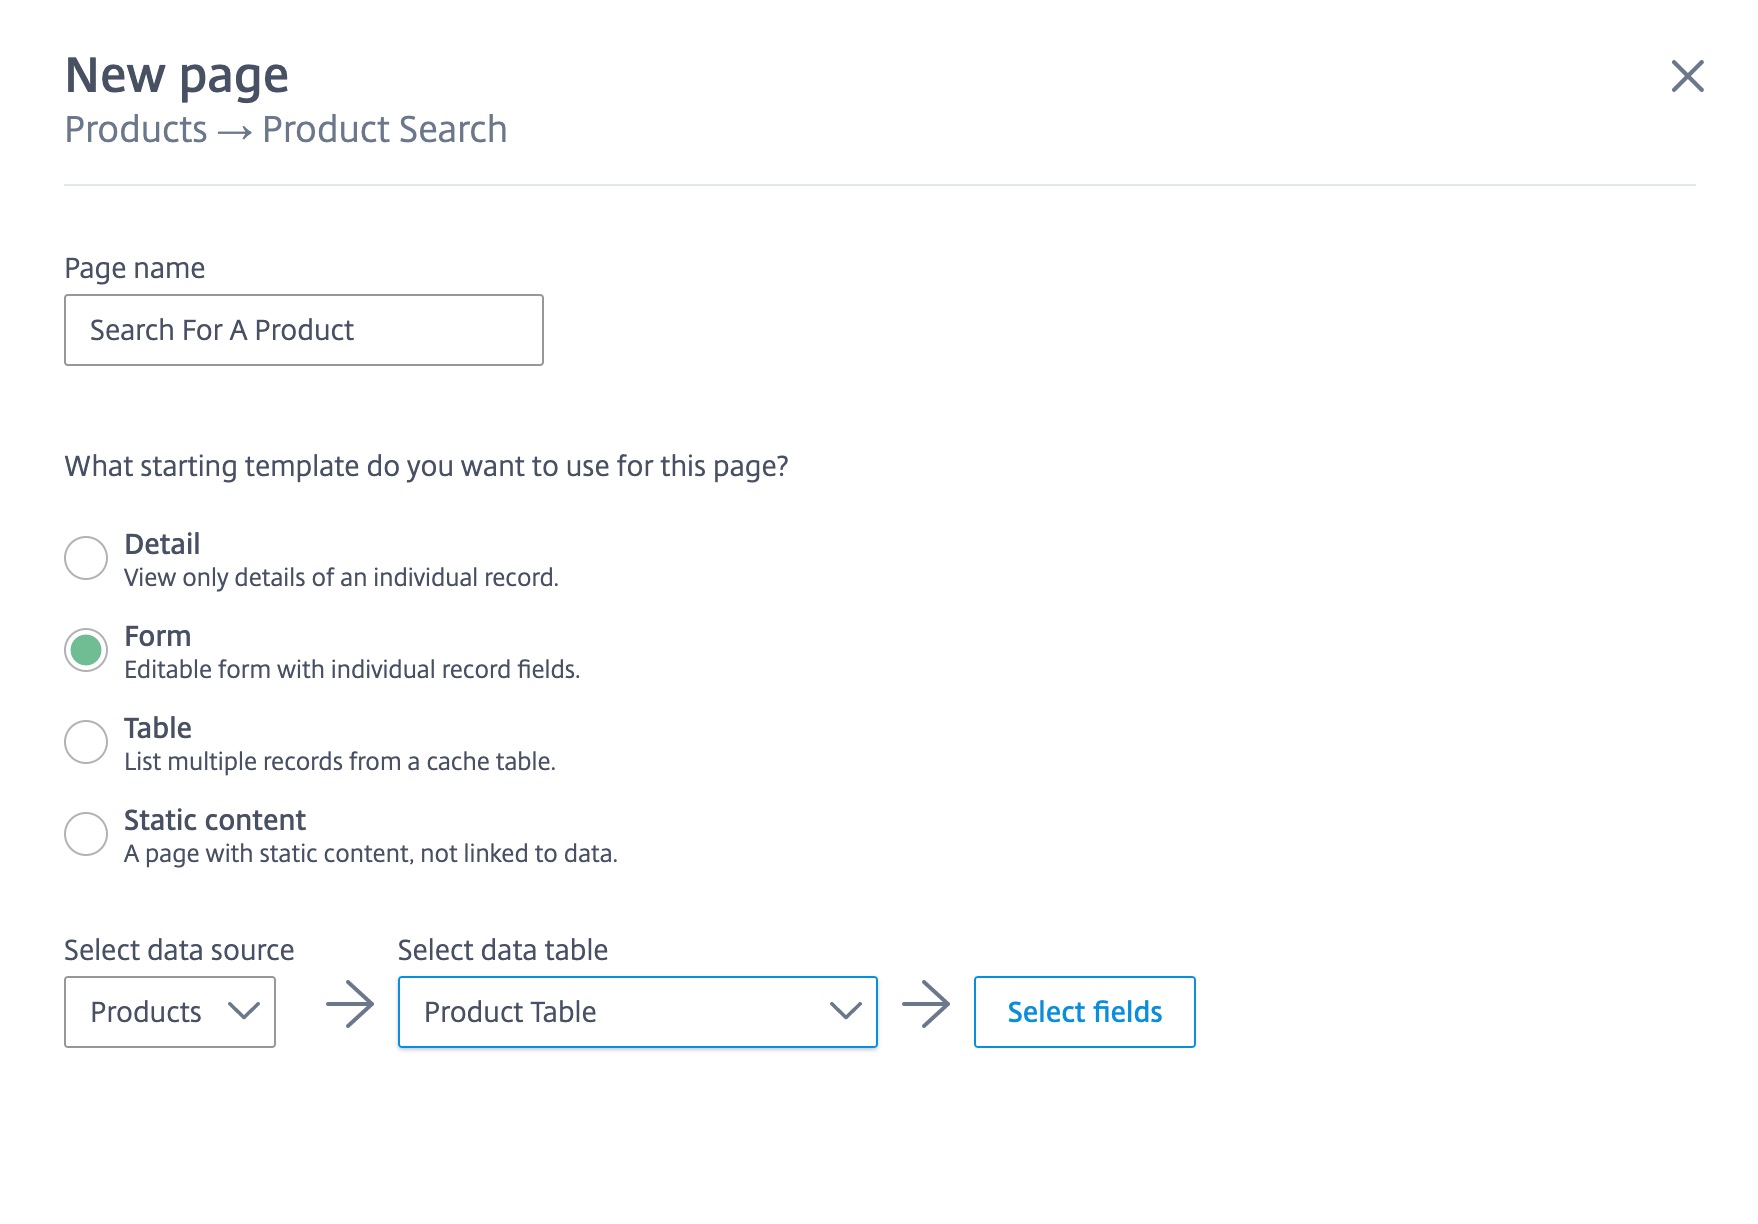 New page
Products → Product Search
Page name
Search For A Product
What starting template do you want to use for this page?
Detail
View only details of an individual record.
Form
Editable form with individual record fields.
Table
List multiple records from a cache table.
Static content
A page with static content, not linked to data.
Select data source
Select data table
Products
Product Table
Select fields